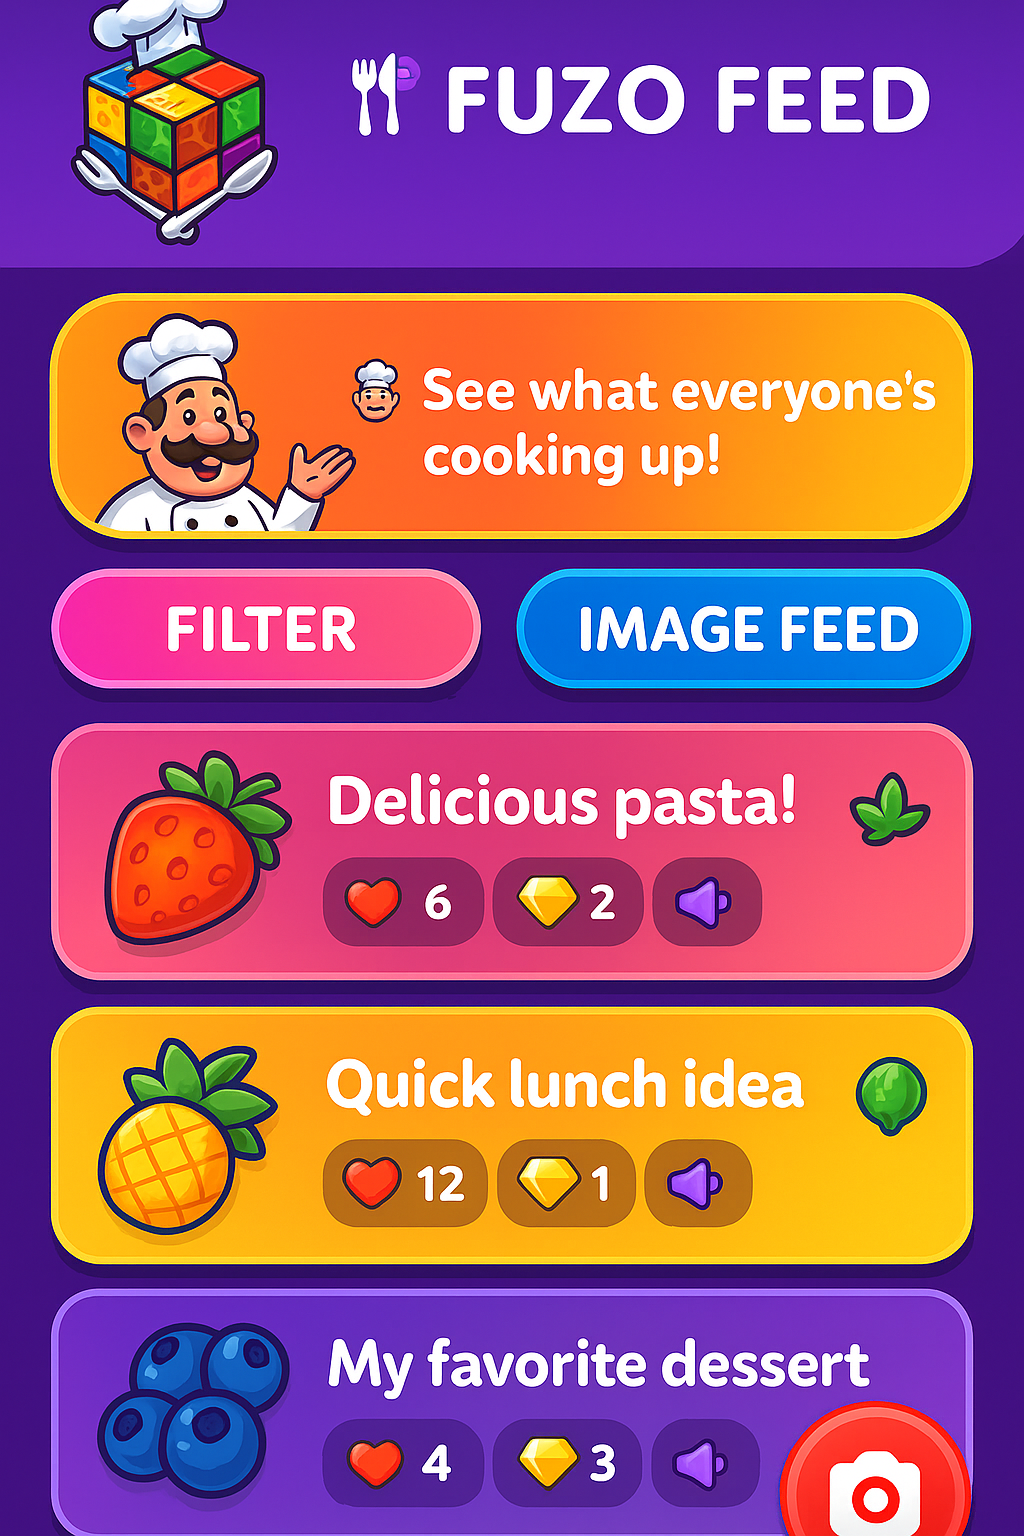 FUZO FEED
See what everyone's
cooking up!
FILTER
IMAGE FEED
Delicious pasta!
6
2
Quick lunch idea
12
1
My favorite dessert
4
3